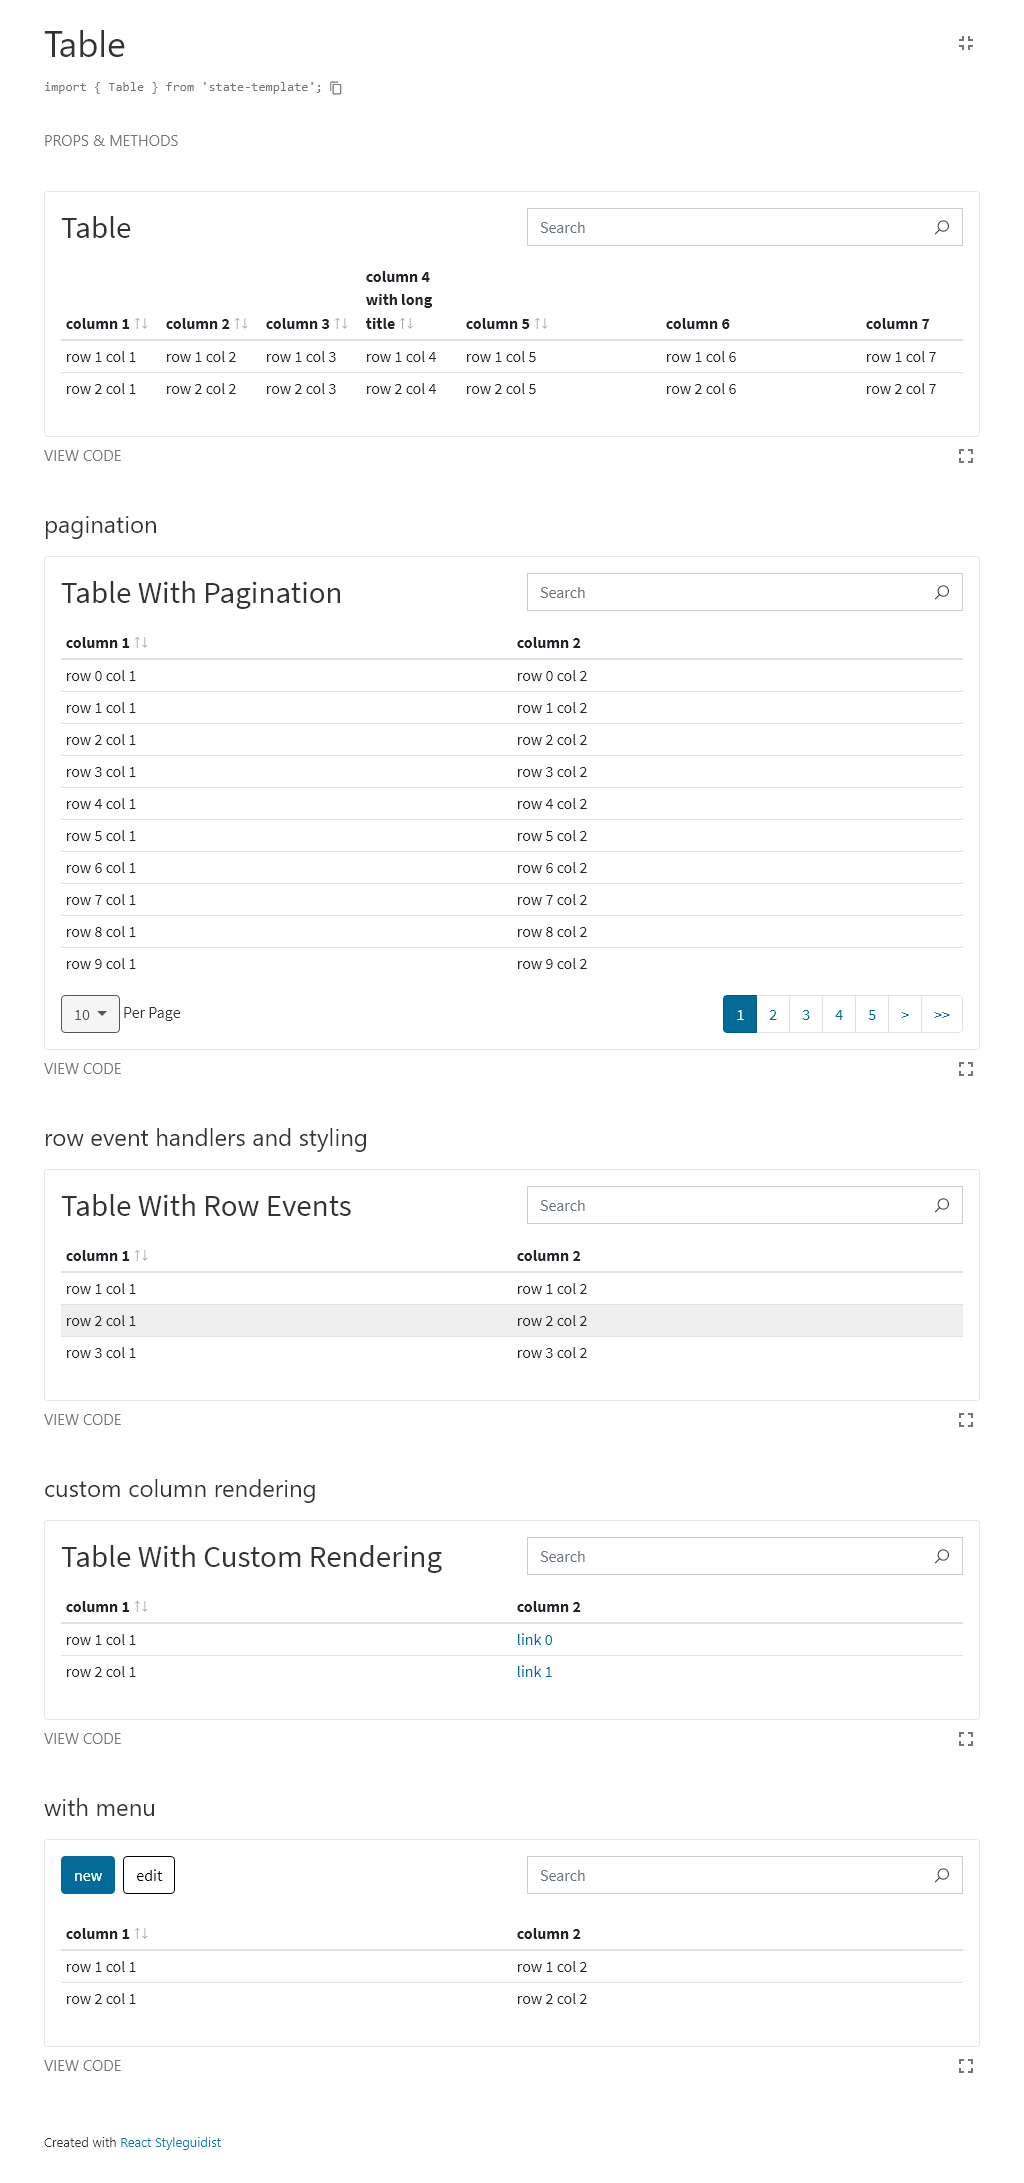 Table
import { Table } from 'state-template';
PROPS & METHODS
Table
Search
column 1 column 2 column 3 column 4 with long title column 5 column 6 column 7
row 1 col 1 row 1 col 2 row 1 col 3 row 1 col 4 row 1 col 5 row 1 col 6 row 1 col 7
row 2 col 1 row 2 col 2 row 2 col 3 row 2 col 4 row 2 col 5 row 2 col 6 row 2 col 7
VIEW CODE
pagination
Table With Pagination
Search
column 1 column 2
row 0 col 1 row 0 col 2
row 1 col 1 row 1 col 2
row 2 col 1 row 2 col 2
row 3 col 1 row 3 col 2
row 4 col 1 row 4 col 2
row 5 col 1 row 5 col 2
row 6 col 1 row 6 col 2
row 7 col 1 row 7 col 2
row 8 col 1 row 8 col 2
row 9 col 1 row 9 col 2
10 Per Page 1 2 3 4 5 > >>
VIEW CODE
row event handlers and styling
Table With Row Events
Search
column 1 column 2
row 1 col 1 row 1 col 2
row 2 col 1 row 2 col 2
row 3 col 1 row 3 col 2
VIEW CODE
custom column rendering
Table With Custom Rendering
Search
column 1 column 2
row 1 col 1 link 0
row 2 col 1 link 1
VIEW CODE
with menu
new edit
Search
column 1 column 2
row 1 col 1 row 1 col 2
row 2 col 1 row 2 col 2
VIEW CODE
Created with React Styleguidist